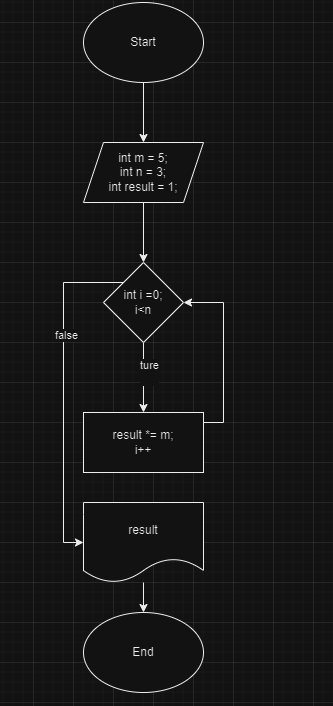 Start
int m = 5;
int n = 3;
int result = 1;
int i =0;
i<n
false
ture
result *= m;
i++
result
End